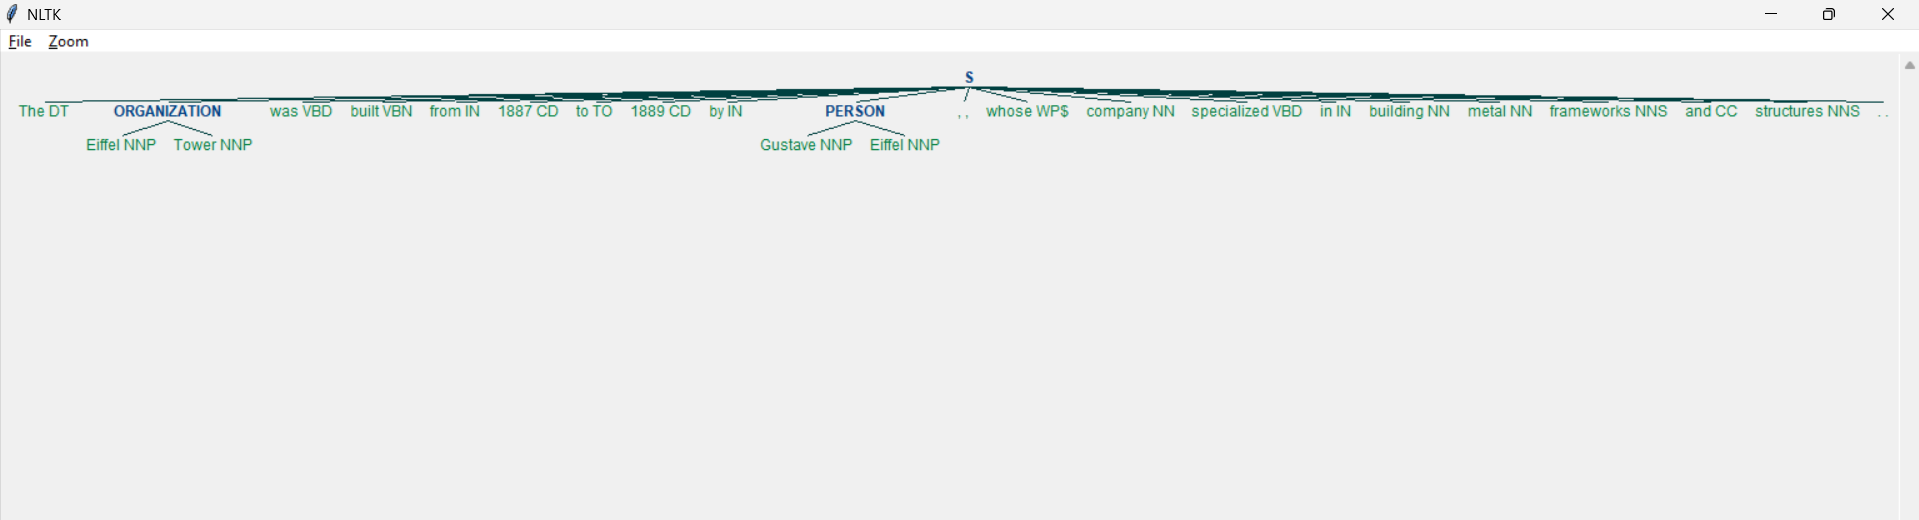 NLTK
File Zoom
S
The DT ORGANIZATION was VBD built VBN from IN 1887 CD to TO 1889 CD by IN PERSON , , whose WP$ company NN specialized VBD in IN building NN metal NN frameworks NNS and CC structures NNS . .
Eiffel NNP Tower NNP Gustave NNP Eiffel NNP